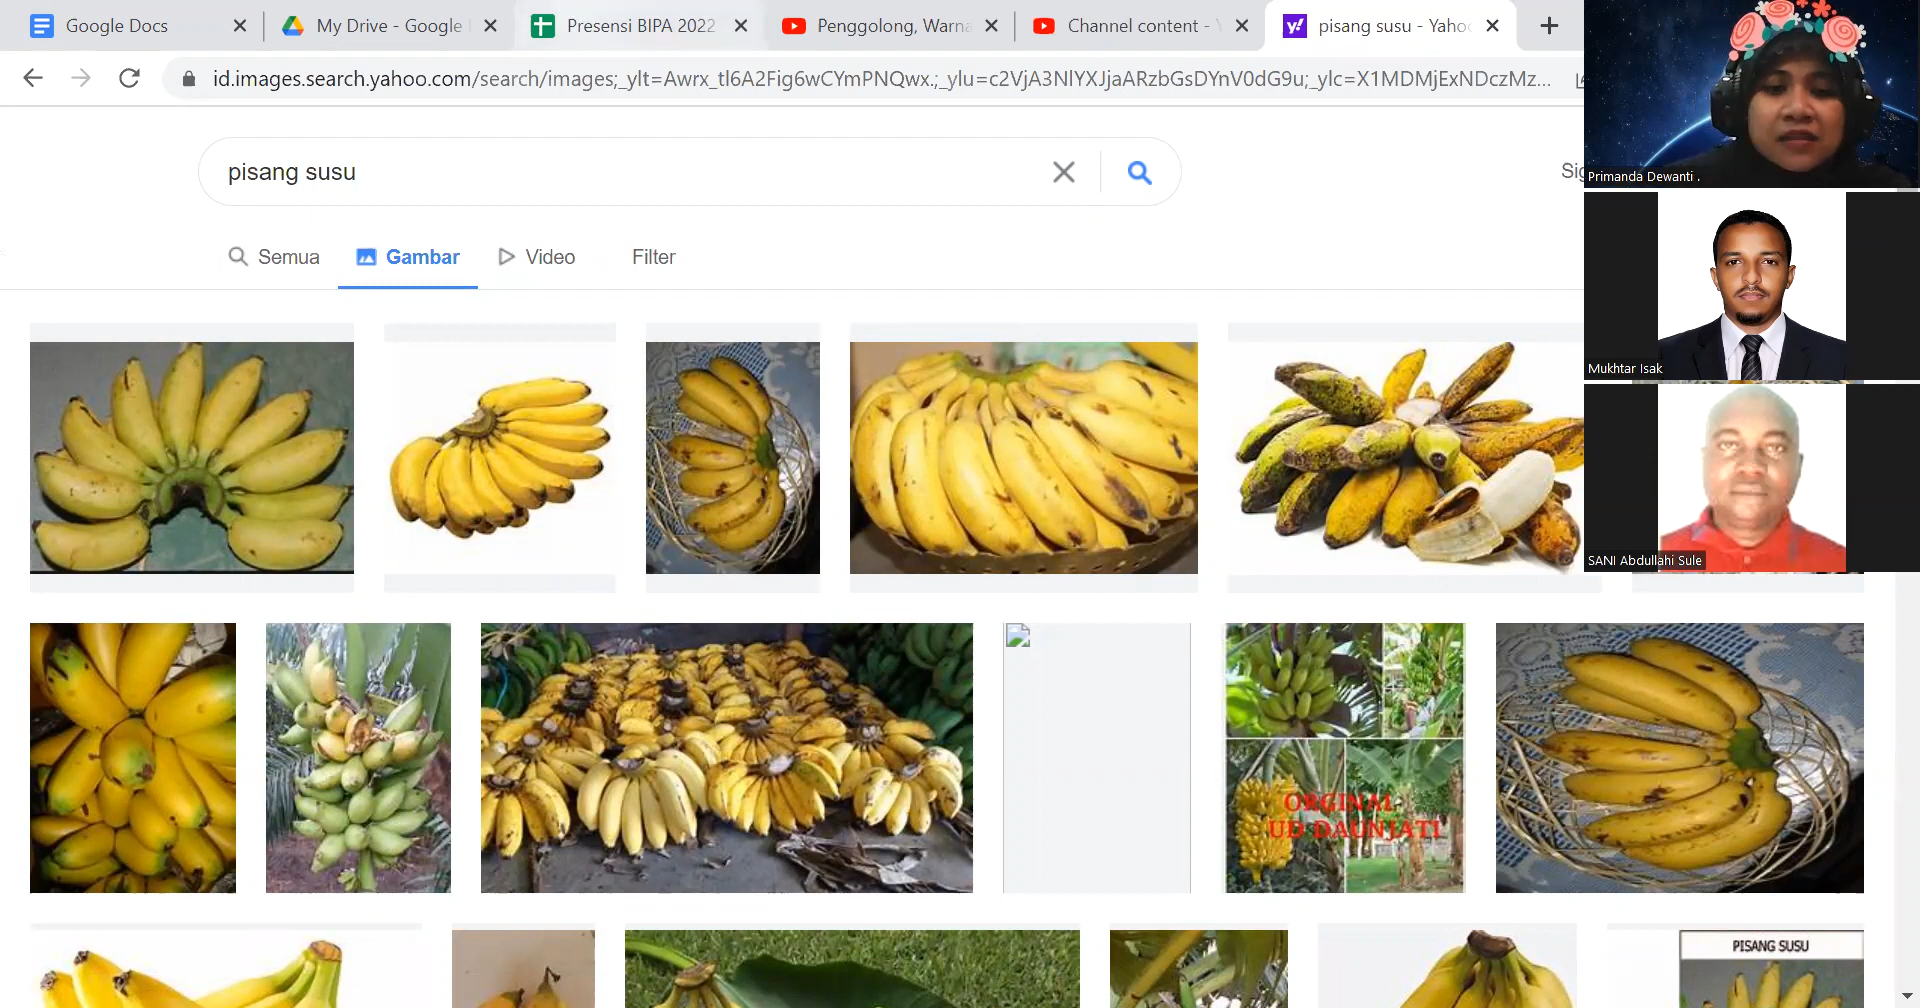 Google Docs
My Drive - Google
Presensi BIPA 2022
Penggolong, Warna
Channel content -
pisang susu - Yahoo
id.images.search.yahoo.com/search/images;_ylt=Awrx_tl6A2Fig6wCYmPNQwx.;_ylu=c2VjA3NlYXJjaARzbGsDYnV0dG9u;_ylc=X1MDMjExNDczMz...
pisang susu
Semua
Gambar
Video
Filter
Sig
Primanda Dewanti .
Mukhtar Isak
SANI Abdullahi Sule
ORGINAL
UD DAUNJATI
PISANG SUSU